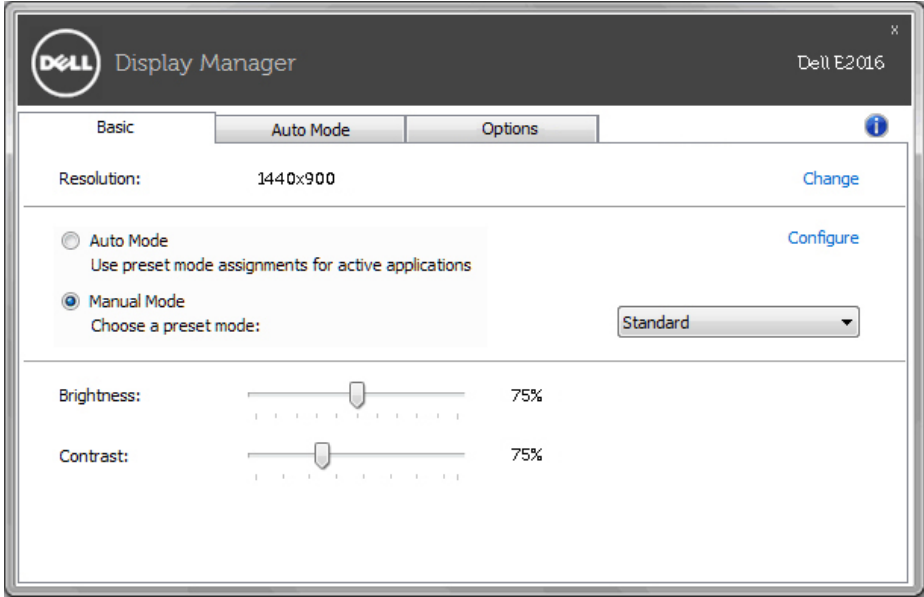 x
DELL Display Manager Dell E2016
Basic Auto Mode Options i
Resolution: 1440x900 Change
Auto Mode Configure
Use preset mode assignments for active applications
Manual Mode
Choose a preset mode: Standard
Brightness: 75%
Contrast: 75%